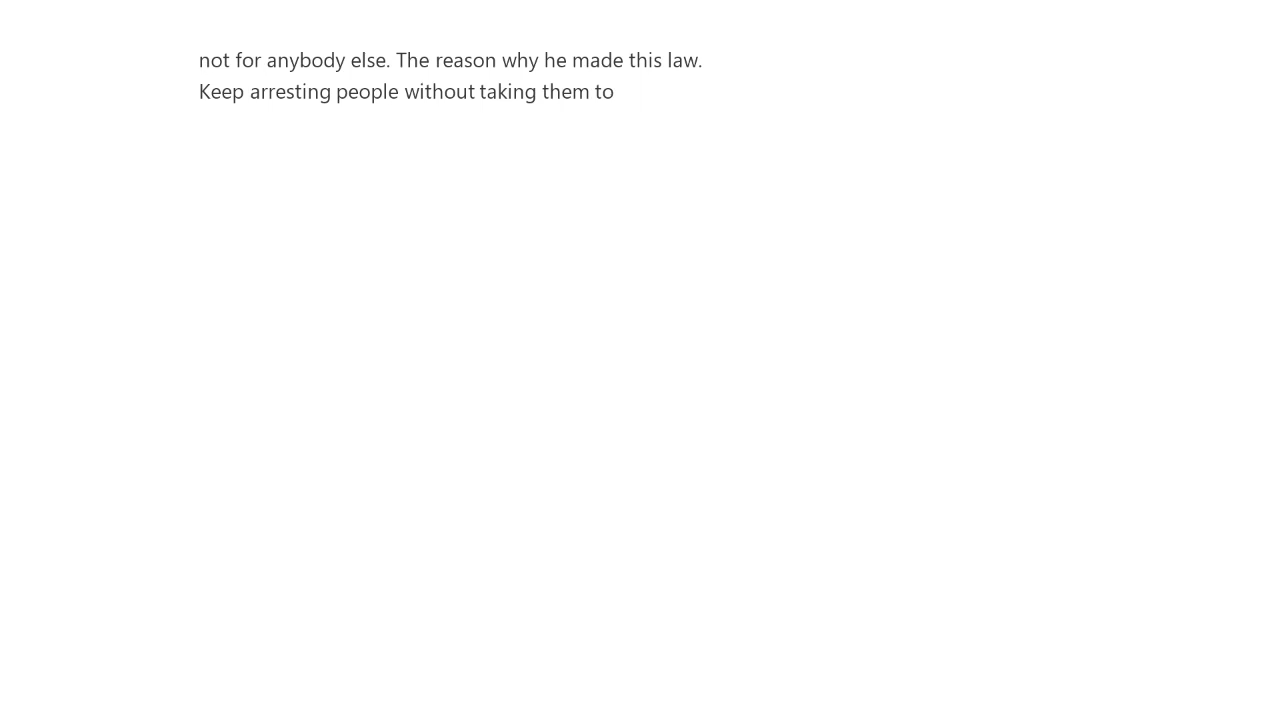 not for anybody else. The reason why he made this law.
Keep arresting people without taking them to